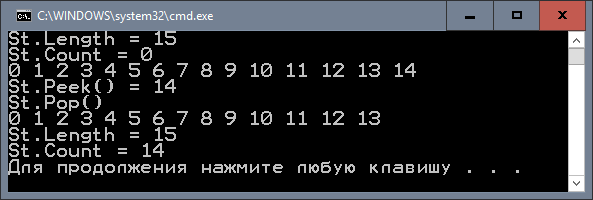 C:\WINDOWS\system32\cmd.exe
St.Length = 15
St.Count = 0
0 1 2 3 4 5 6 7 8 9 10 11 12 13 14
St.Peek() = 14
St.Pop()
0 1 2 3 4 5 6 7 8 9 10 11 12 13
St.Length = 15
St.Count = 14
Для продолжения нажмите любую клавишу . . .